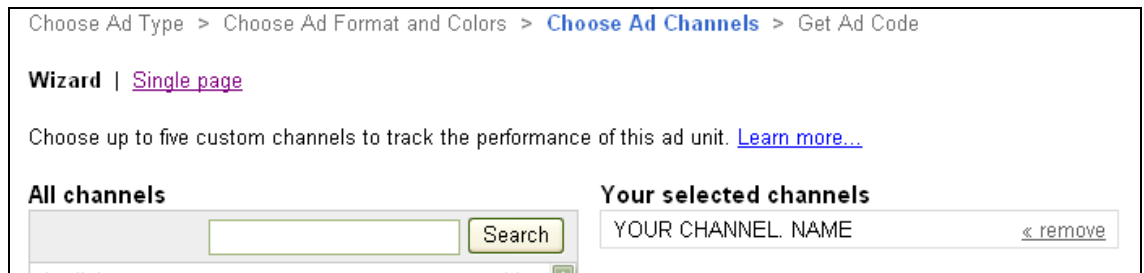 Choose Ad Type > Choose Ad Format and Colors > Choose Ad Channels > Get Ad Code
Wizard | Single page
Choose up to five custom channels to track the performance of this ad unit. Learn more...
All channels
Your selected channels
Search
YOUR CHANNEL. NAME « remove